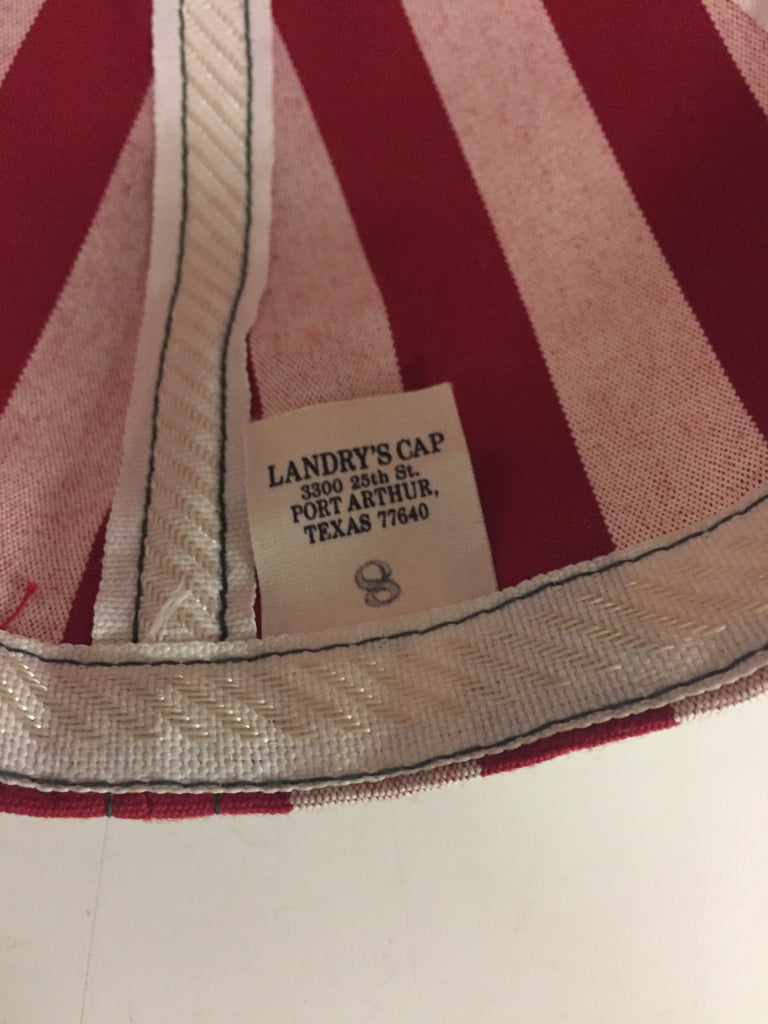 LANDRY'S CAP
3300 25th St.
PORT ARTHUR,
TEXAS 77640
8